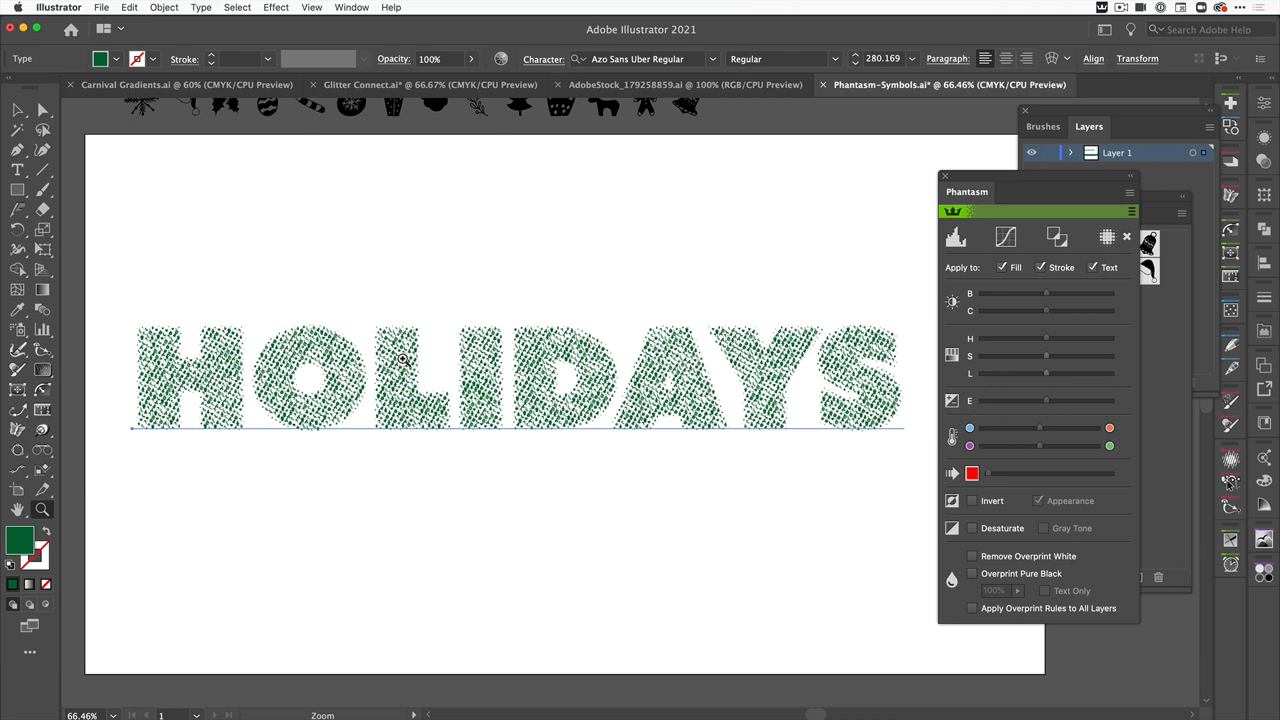 Illustrator File Edit Object Type Select Effect View Window Help
Adobe Illustrator 2021
Search Adobe Help
Type Stroke: Opacity: 100% Character: Azo Sans Uber Regular Regular 280.169 Paragraph: Align Transform
Carnival Gradients.ai @ 60% (CMYK/CPU Preview) Glitter Connect.ai* @ 66.67% (CMYK/CPU Preview) AdobeStock_179258859.ai @ 100% (RGB/CPU Preview) Phantasm-Symbols.ai* @ 66.46% (CMYK/CPU Preview)
Brushes Layers
Layer 1
Phantasm
Apply to: Fill Stroke Text
B
C
H
S
L
E
Invert Appearance
Desaturate Gray Tone
Remove Overprint White
Overprint Pure Black
100% Text Only
Apply Overprint Rules to All Layers
HOLIDAYS
66.46% 1 Zoom